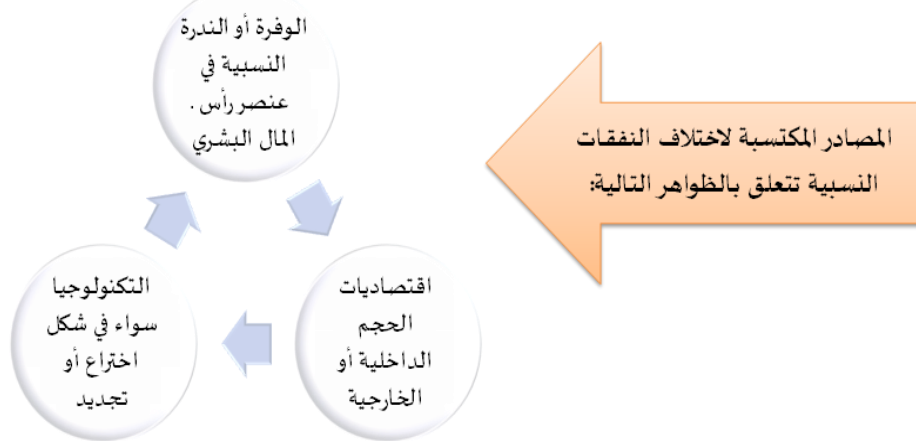 المصادر المكتسبة لاختلاف النفقات
النسبية تتعلق بالظواهر التالية:
الوفرة أو الندرة
النسبية في
عنصر رأس .
المال البشري
اقتصاديات
الحجم
الداخلية أو
الخارجية
التكنولوجيا
سواء في شكل
اختراع أو
تجديد